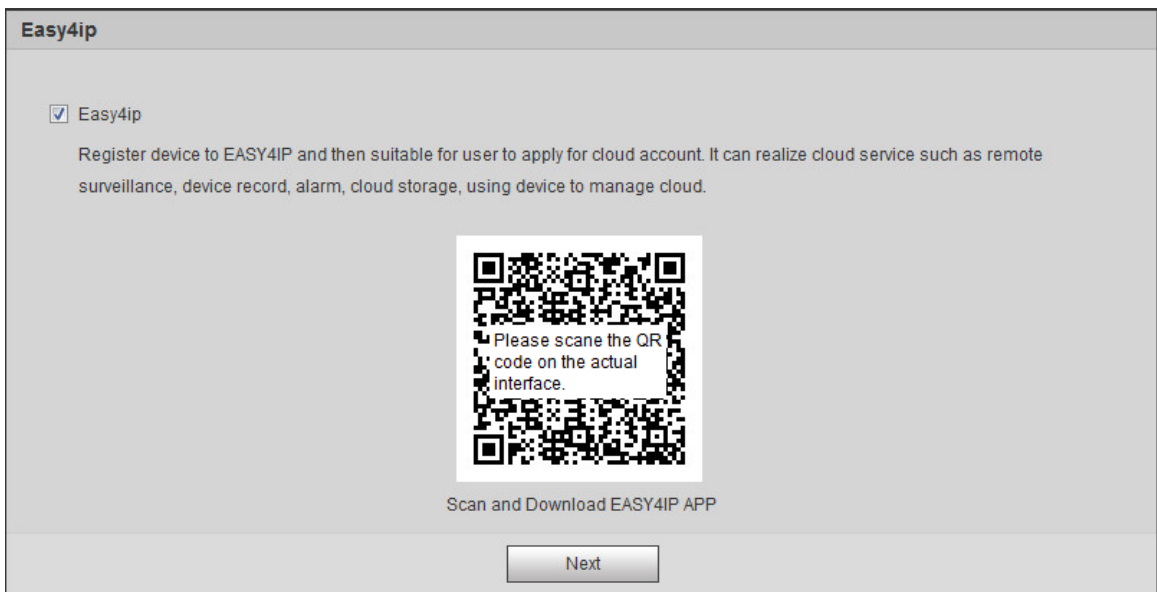 Easy4ip
Easy4ip
Register device to EASY4IP and then suitable for user to apply for cloud account. It can realize cloud service such as remote
surveillance, device record, alarm, cloud storage, using device to manage cloud.
Please scane the QR
code on the actual
interface.
Scan and Download EASY4IP APP
Next